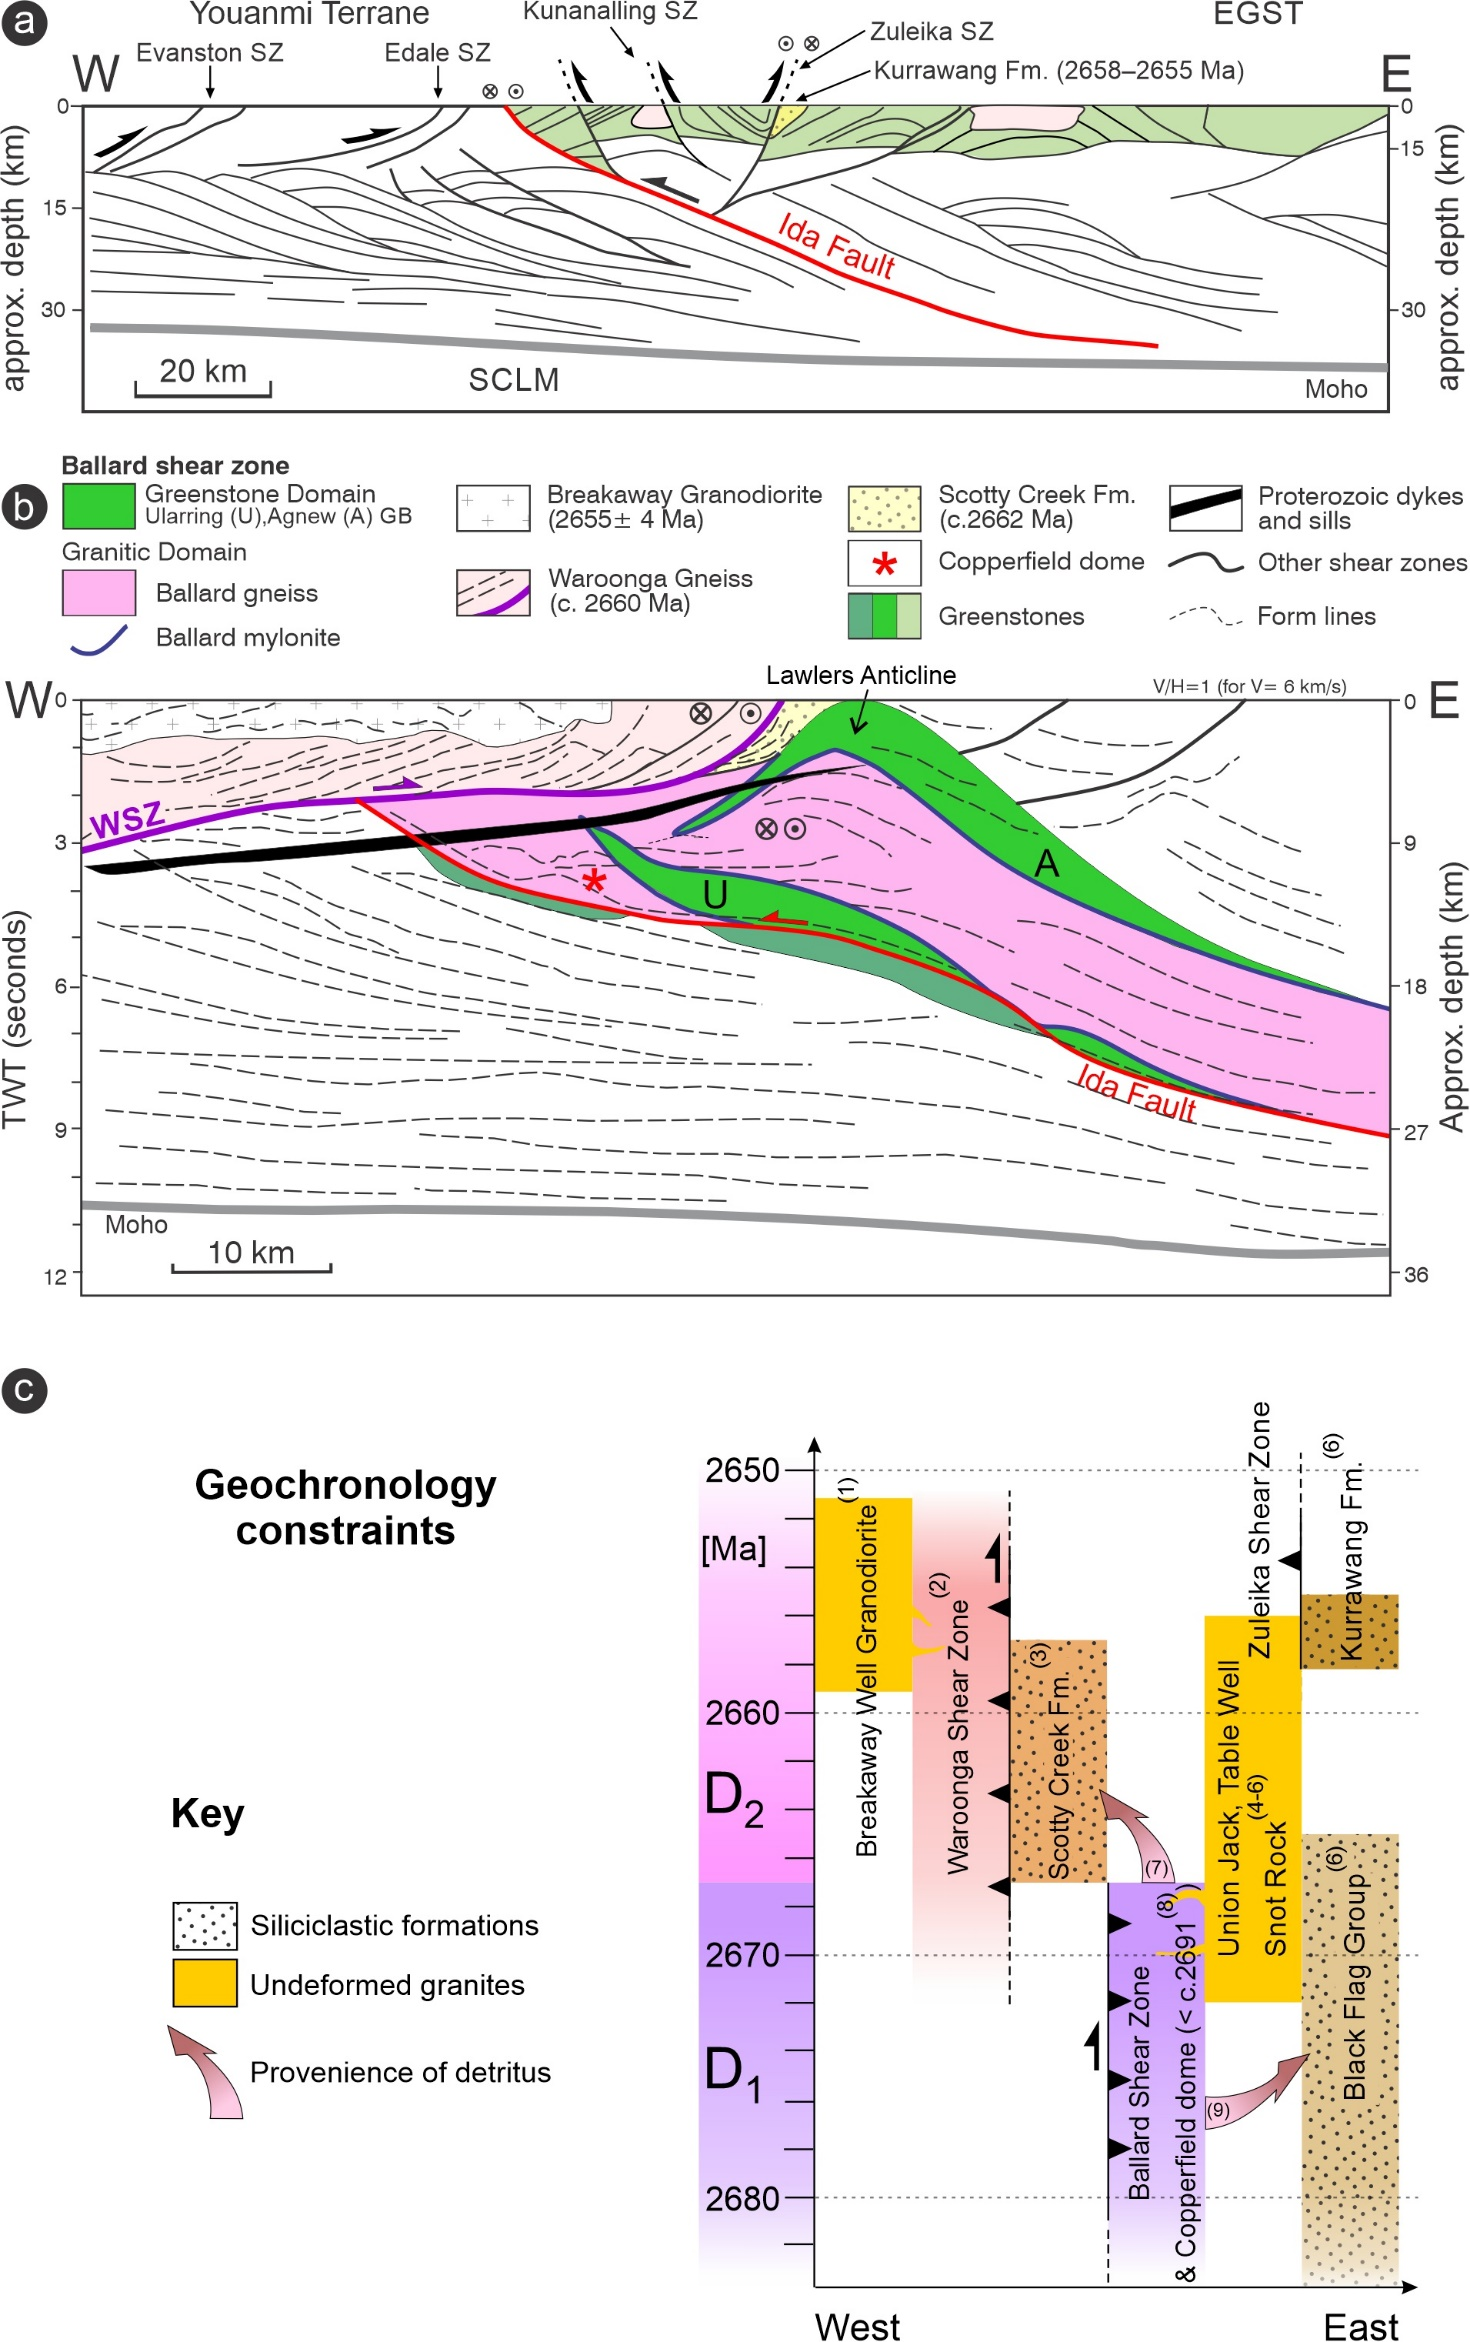 a
Youanmi Terrane
Kunanalling SZ
EGST
Zuleika SZ
W
Evanston SZ
Edale SZ
Kurrawang Fm. (2658–2655 Ma)
E
0
0
15
15
30
30
approx. depth (km)
approx. depth (km)
Ida Fault
20 km
SCLM
Moho
b
Ballard shear zone
Greenstone Domain
Ularring (U),Agnew (A) GB
Granitic Domain
Ballard gneiss
Ballard mylonite
Breakaway Granodiorite
(2655± 4 Ma)
Waroonga Gneiss
(c. 2660 Ma)
Scotty Creek Fm.
(c.2662 Ma)
*
Copperfield dome
Greenstones
Proterozoic dykes
and sills
Other shear zones
Form lines
Lawlers Anticline
V/H=1 (for V= 6 km/s)
W
E
0
0
WSZ
3
9
A
*
U
6
18
Ida Fault
9
27
Moho
10 km
12
36
TWT (seconds)
Approx. depth (km)
c
Geochronology
constraints
Key
Siliciclastic formations
Undeformed granites
Provenience of detritus
2650
[Ma]
2660
D2
2670
D1
2680
Breakaway Well Granodiorite
(1)
Waroonga Shear Zone
(2)
Scotty Creek Fm.
(3)
(7)
Ballard Shear Zone
& Copperfield dome (< c.2691 )
(8)
(9)
Union Jack, Table Well
(4-6)
Snot Rock
Zuleika Shear Zone
Kurrawang Fm.
(6)
Black Flag Group
(6)
West
East